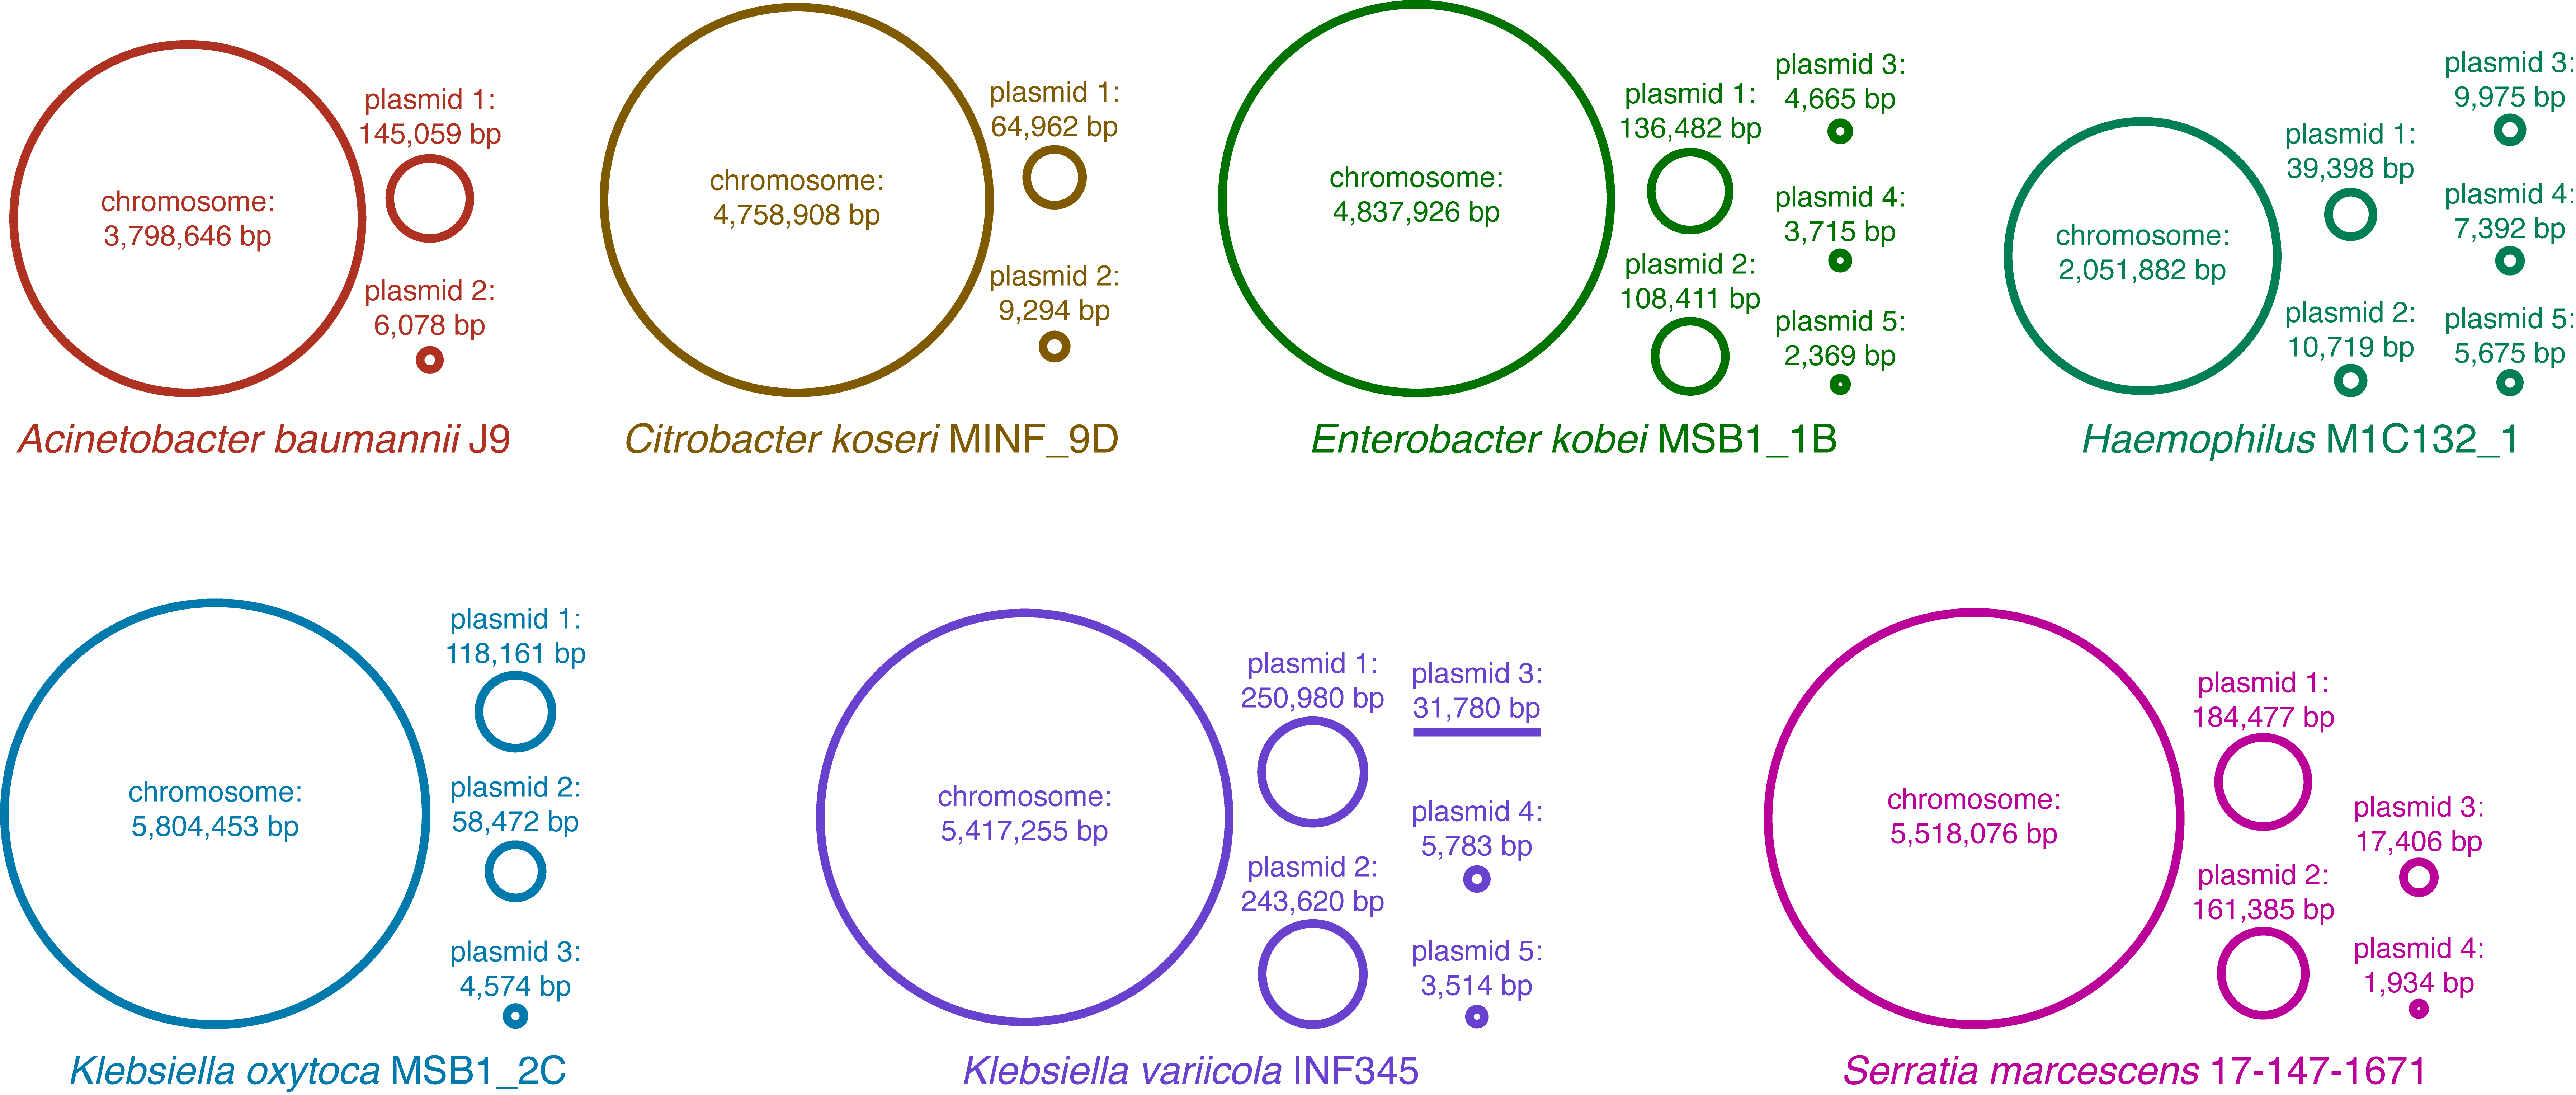 chromosome:
3,798,646 bp
plasmid 1:
145,059 bp
plasmid 2:
6,078 bp
Acinetobacter baumannii J9
chromosome:
4,758,908 bp
plasmid 1:
64,962 bp
plasmid 2:
9,294 bp
Citrobacter koseri MINF_9D
chromosome:
4,837,926 bp
plasmid 1:
136,482 bp
plasmid 2:
108,411 bp
plasmid 3:
4,665 bp
plasmid 4:
3,715 bp
plasmid 5:
2,369 bp
Enterobacter kobei MSB1_1B
chromosome:
2,051,882 bp
plasmid 1:
39,398 bp
plasmid 2:
10,719 bp
plasmid 3:
9,975 bp
plasmid 4:
7,392 bp
plasmid 5:
5,675 bp
Haemophilus M1C132_1
chromosome:
5,804,453 bp
plasmid 1:
118,161 bp
plasmid 2:
58,472 bp
plasmid 3:
4,574 bp
Klebsiella oxytoca MSB1_2C
chromosome:
5,417,255 bp
plasmid 1:
250,980 bp
plasmid 2:
243,620 bp
plasmid 3:
31,780 bp
plasmid 4:
5,783 bp
plasmid 5:
3,514 bp
Klebsiella variicola INF345
chromosome:
5,518,076 bp
plasmid 1:
184,477 bp
plasmid 2:
161,385 bp
plasmid 3:
17,406 bp
plasmid 4:
1,934 bp
Serratia marcescens 17-147-1671